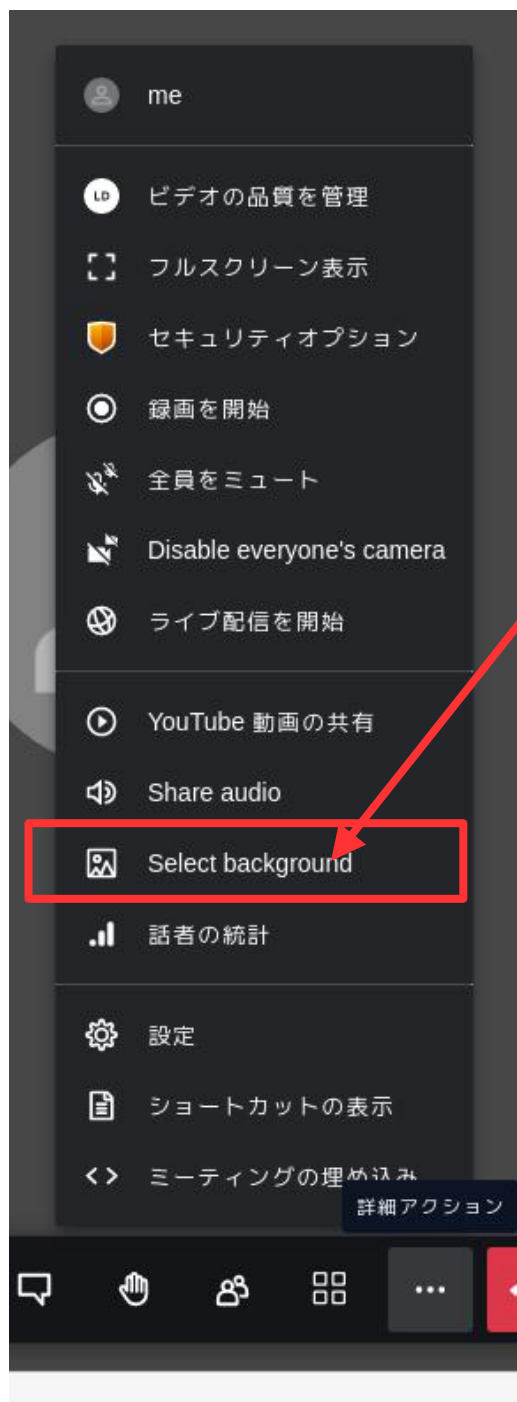 me
LD
ビデオの品質を管理
フルスクリーン表示
セキュリティオプション
録画を開始
全員をミュート
Disable everyone's camera
ライブ配信を開始
YouTube 動画の共有
Share audio
Select background
話者の統計
設定
ショートカットの表示
ミーティングの埋め込み
詳細アクション